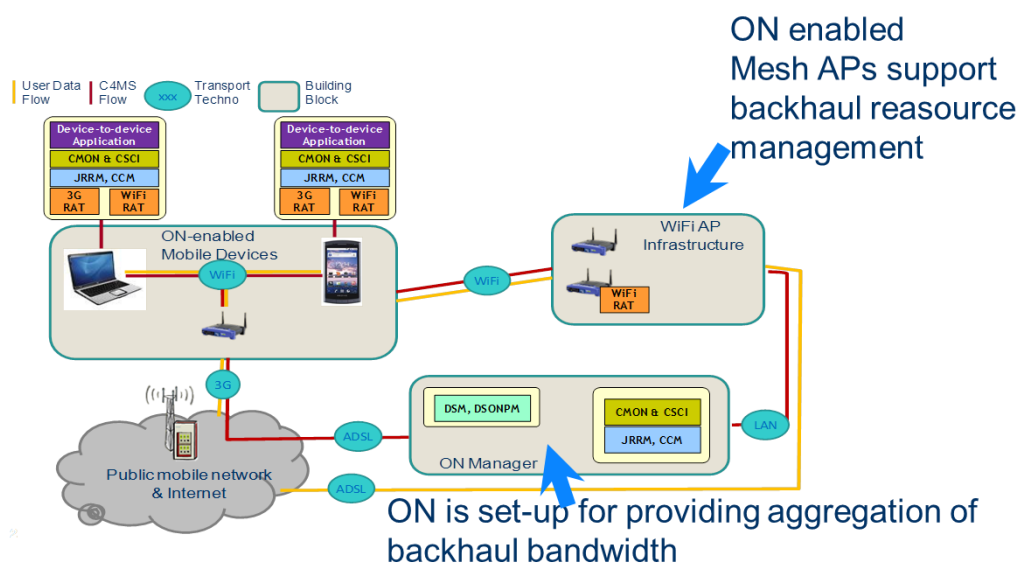 ON enabled
Mesh APs support
backhaul reasource
management
User Data
Flow
C4MS
Flow
xxx
Transport
Techno
Building
Block
Device-to-device
Application
CMON & CSCI
JRRM, CCM
3G
RAT
WiFi
RAT
Device-to-device
Application
CMON & CSCI
JRRM, CCM
3G
RAT
WiFi
RAT
ON-enabled
Mobile Devices
WiFi
WiFi
WiFi AP
Infrastructure
WiFi
RAT
3G
DSM, DSONPM
CMON & CSCI
JRRM, CCM
ON Manager
LAN
ADSL
Public mobile network
& Internet
ADSL
ON is set-up for providing aggregation of
backhaul bandwidth